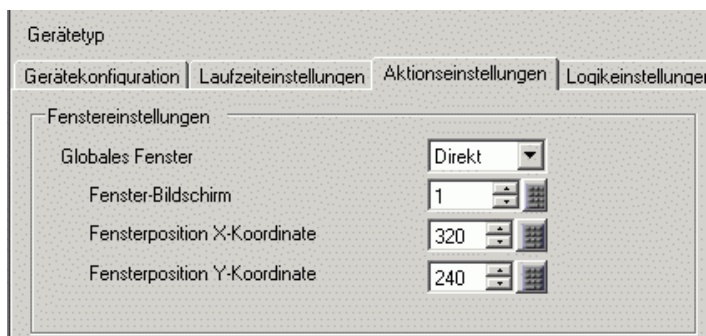 Gerätetyp
Gerätekonfiguration Laufzeiteinstellungen Aktionseinstellungen Logikeinstellungen
Fenstereinstellungen
Globales Fenster Direkt
Fenster-Bildschirm 1
Fensterposition X-Koordinate 320
Fensterposition Y-Koordinate 240